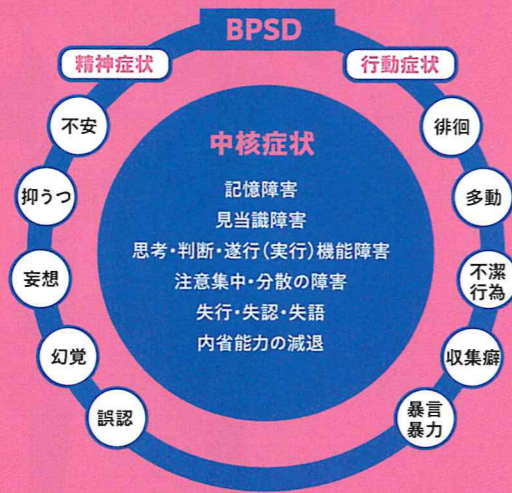 BPSD
精神症状
不安
抑うつ
妄想
幻覚
誤認
行動症状
徘徊
多動
不潔
行為
収集癖
暴言
暴力
中核症状
記憶障害
見当識障害
思考・判断・遂行(実行)機能障害
注意集中・分散の障害
失行・失認・失語
内省能力の減退